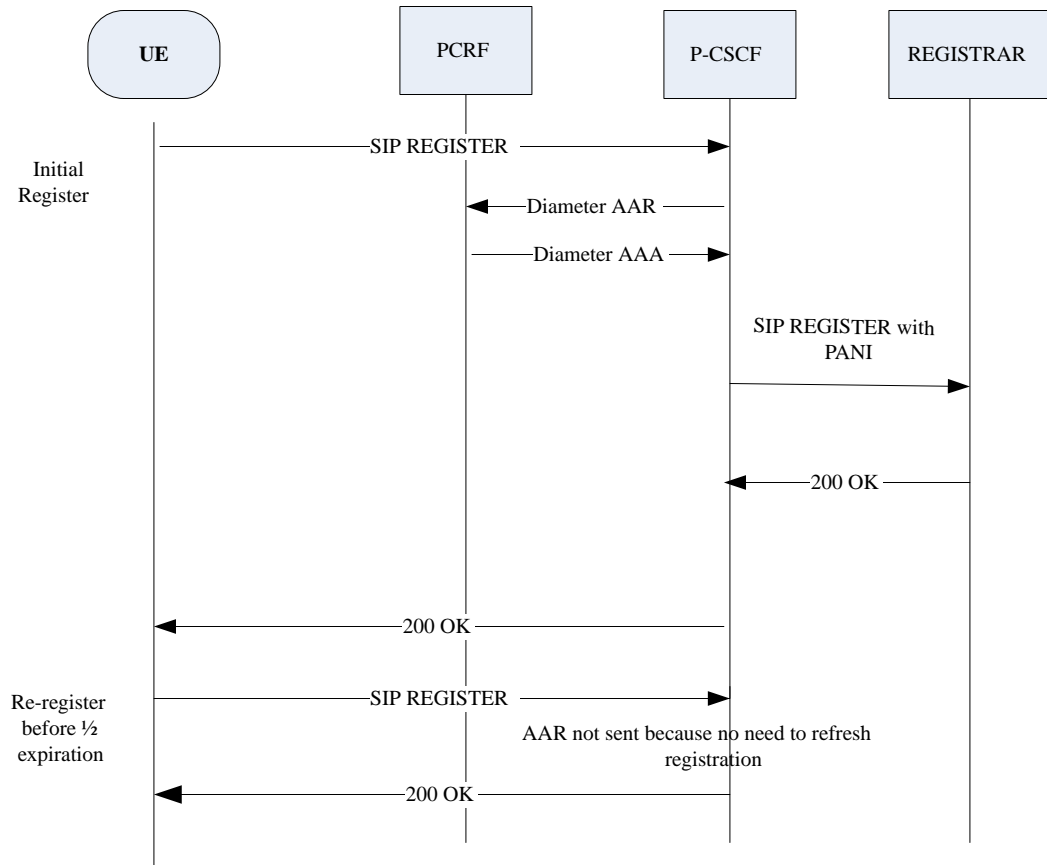 UE
PCRF
P-CSCF
REGISTRAR
SIP REGISTER
Initial
Register
Diameter AAR
Diameter AAA
SIP REGISTER with
PANI
200 OK
200 OK
SIP REGISTER
Re-register
before ½
expiration
AAR not sent because no need to refresh
registration
200 OK